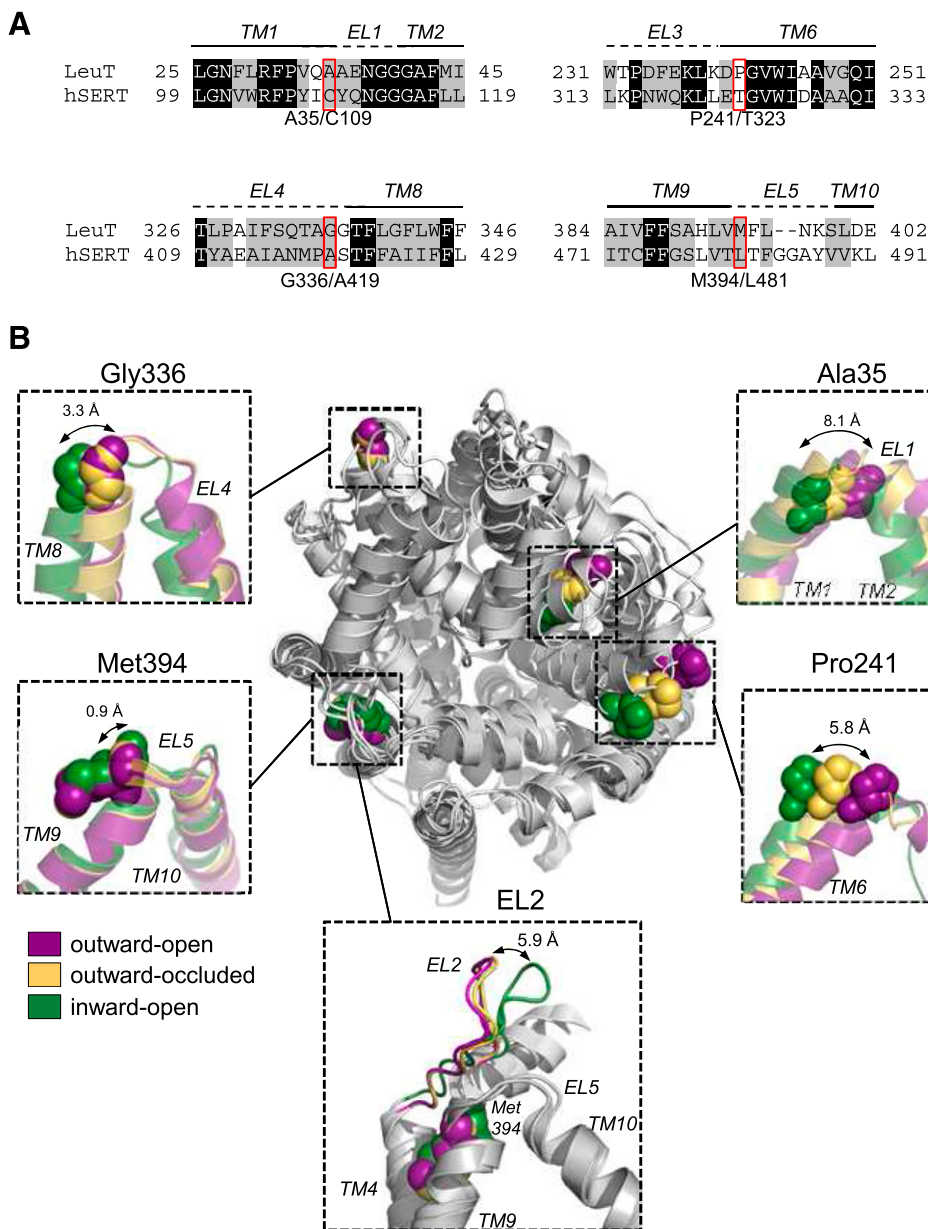 A
TM1 EL1 TM2
LeuT 25 LGNFLRFPVQAAENGGGAFMI 45
hSERT 99 LGNVWRFPYICYQNGGGAFLL 119
A35/C109
EL3 TM6
231 WTPDFEKLKDPGVWIAAVGQI 251
313 LKPNWQKLLETGVWIDAAAQI 333
P241/T323
EL4 TM8
LeuT 326 TLPAIFSQTAGGTFLGFLWFF 346
hSERT 409 TYAEAIANMPASTFFAIIFFL 429
G336/A419
TM9 EL5 TM10
384 AIVFFSAHLVMFL--NKSLDE 402
471 ITCFFGSLVTLTFGGAYVVKL 491
M394/L481
B
Gly336
3.3 Å
EL4
TM8
Ala35
8.1 Å
EL1
TM1 TM2
Met394
0.9 Å
EL5
TM9
TM10
Pro241
5.8 Å
TM6
EL2
5.9 Å
EL2
EL5
Met
394
TM10
TM4
TM9
outward-open
outward-occluded
inward-open